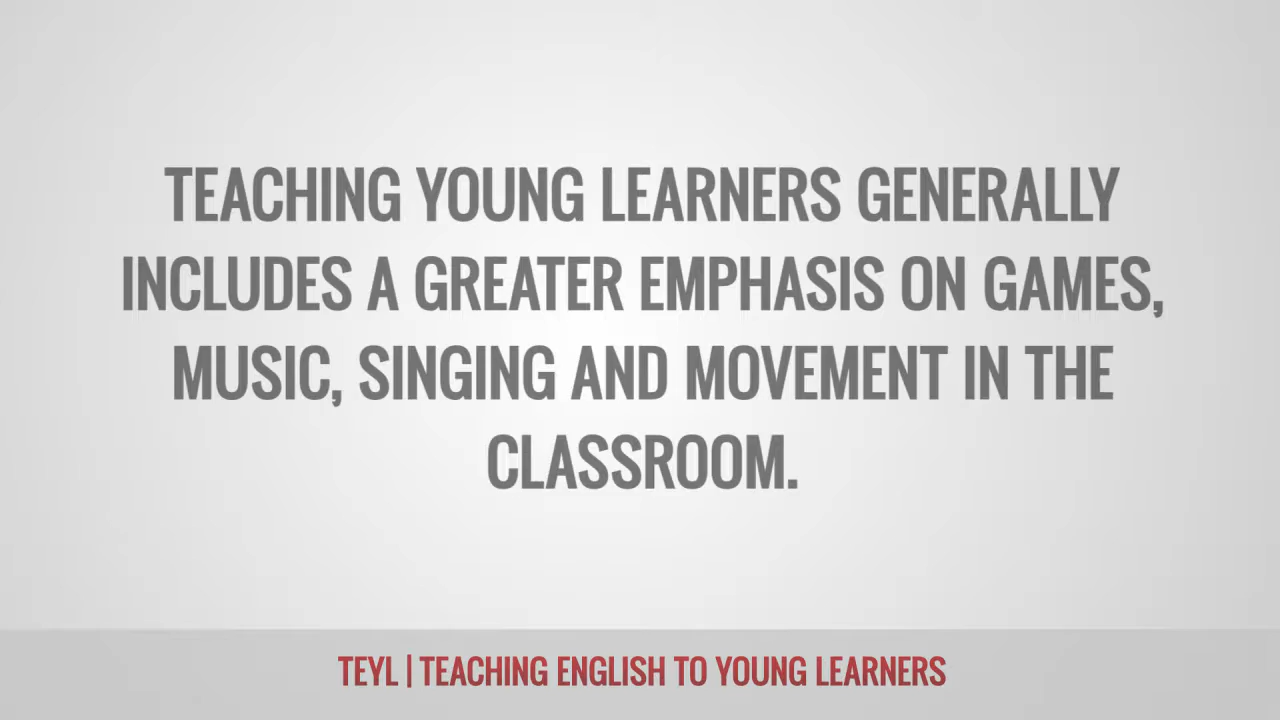 TEACHING YOUNG LEARNERS GENERALLY
INCLUDES A GREATER EMPHASIS ON GAMES,
MUSIC, SINGING AND MOVEMENT IN THE
CLASSROOM.
TEYL | TEACHING ENGLISH TO YOUNG LEARNERS